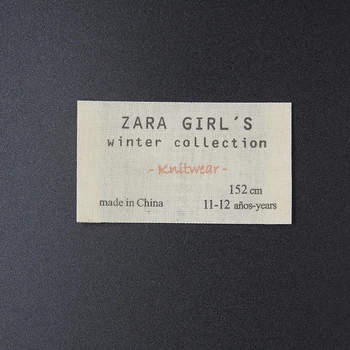 ZARA GIRL´S
winter collection
- Knitwear -
152 cm
made in China 11-12 años-years